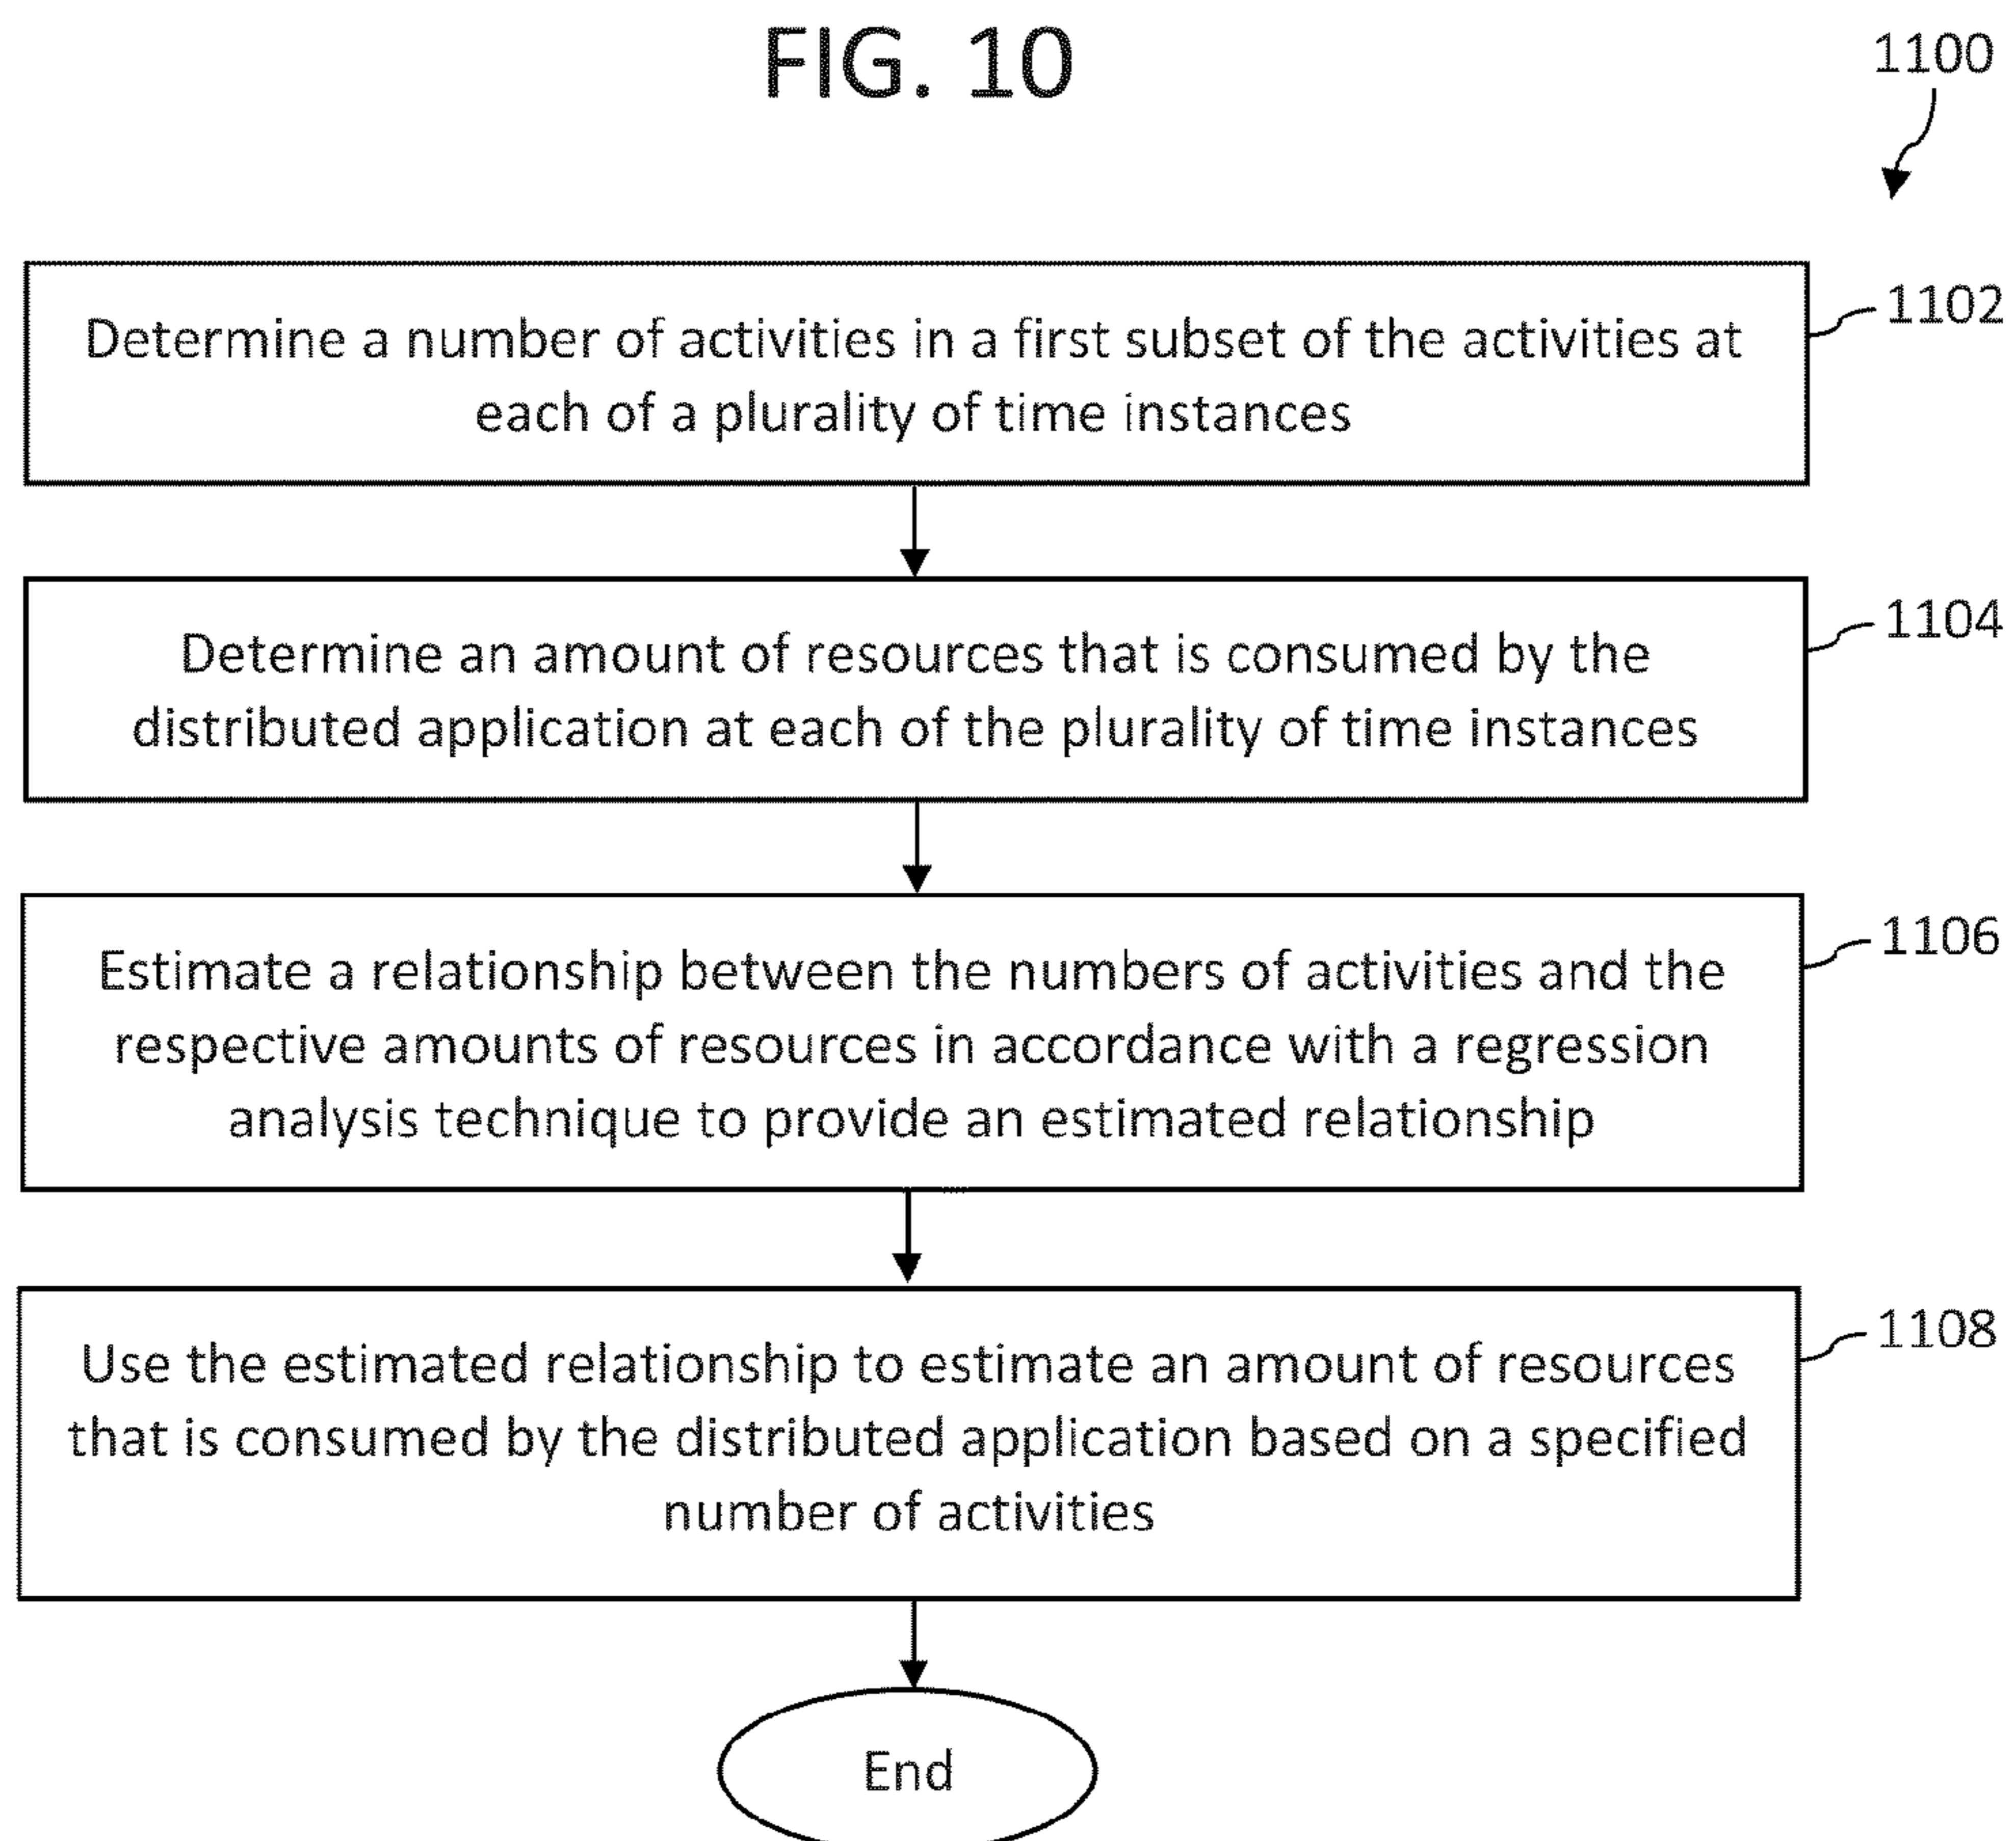 FIG. 10
1100
Determine a number of activities in a first subset of the activities at
each of a plurality of time instances
1102
Determine an amount of resources that is consumed by the
distributed application at each of the plurality of time instances
1104
Estimate a relationship between the numbers of activities and the
respective amounts of resources in accordance with a regression
analysis technique to provide an estimated relationship
1106
Use the estimated relationship to estimate an amount of resources
that is consumed by the distributed application based on a specified
number of activities
1108
End